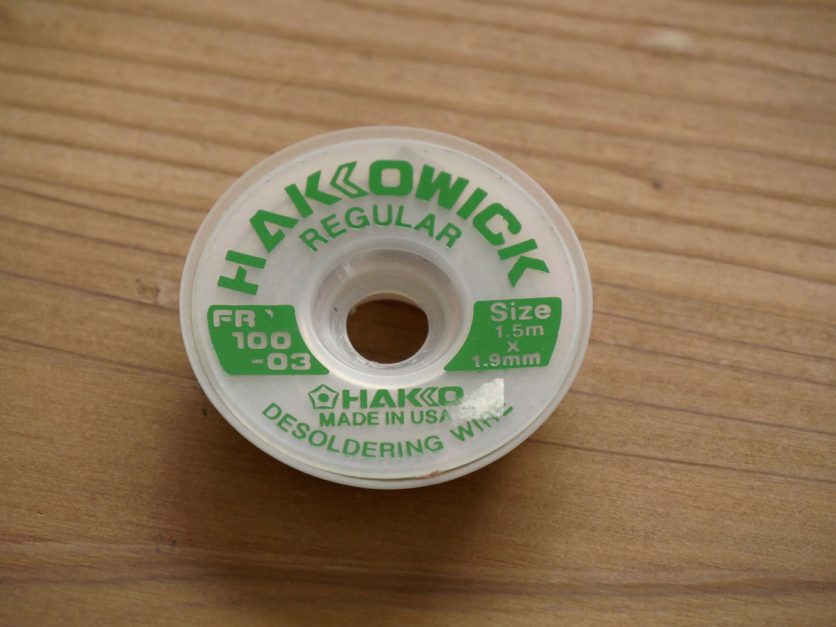 HAKKOWICK
REGULAR
FR
100
-03
Size
1.5m
x
1.9mm
HAKKO
MADE IN USA
DESOLDERING WIRE